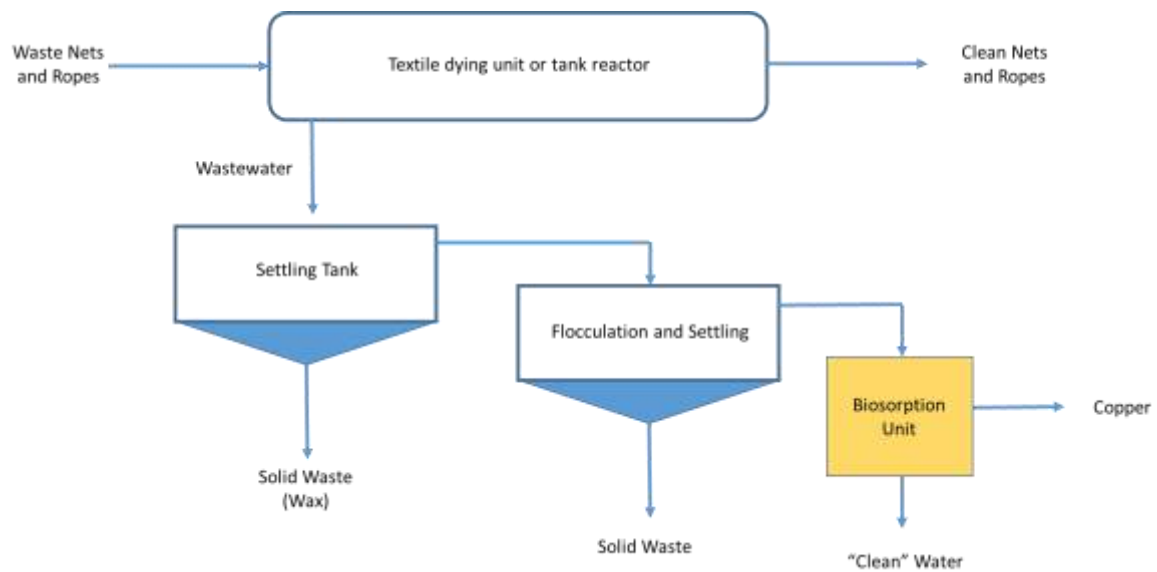 Waste Nets
and Ropes
Textile dying unit or tank reactor
Clean Nets
and Ropes
Wastewater
Settling Tank
Flocculation and Settling
Biosorption
Unit
Copper
Solid Waste
(Wax)
Solid Waste
“Clean” Water